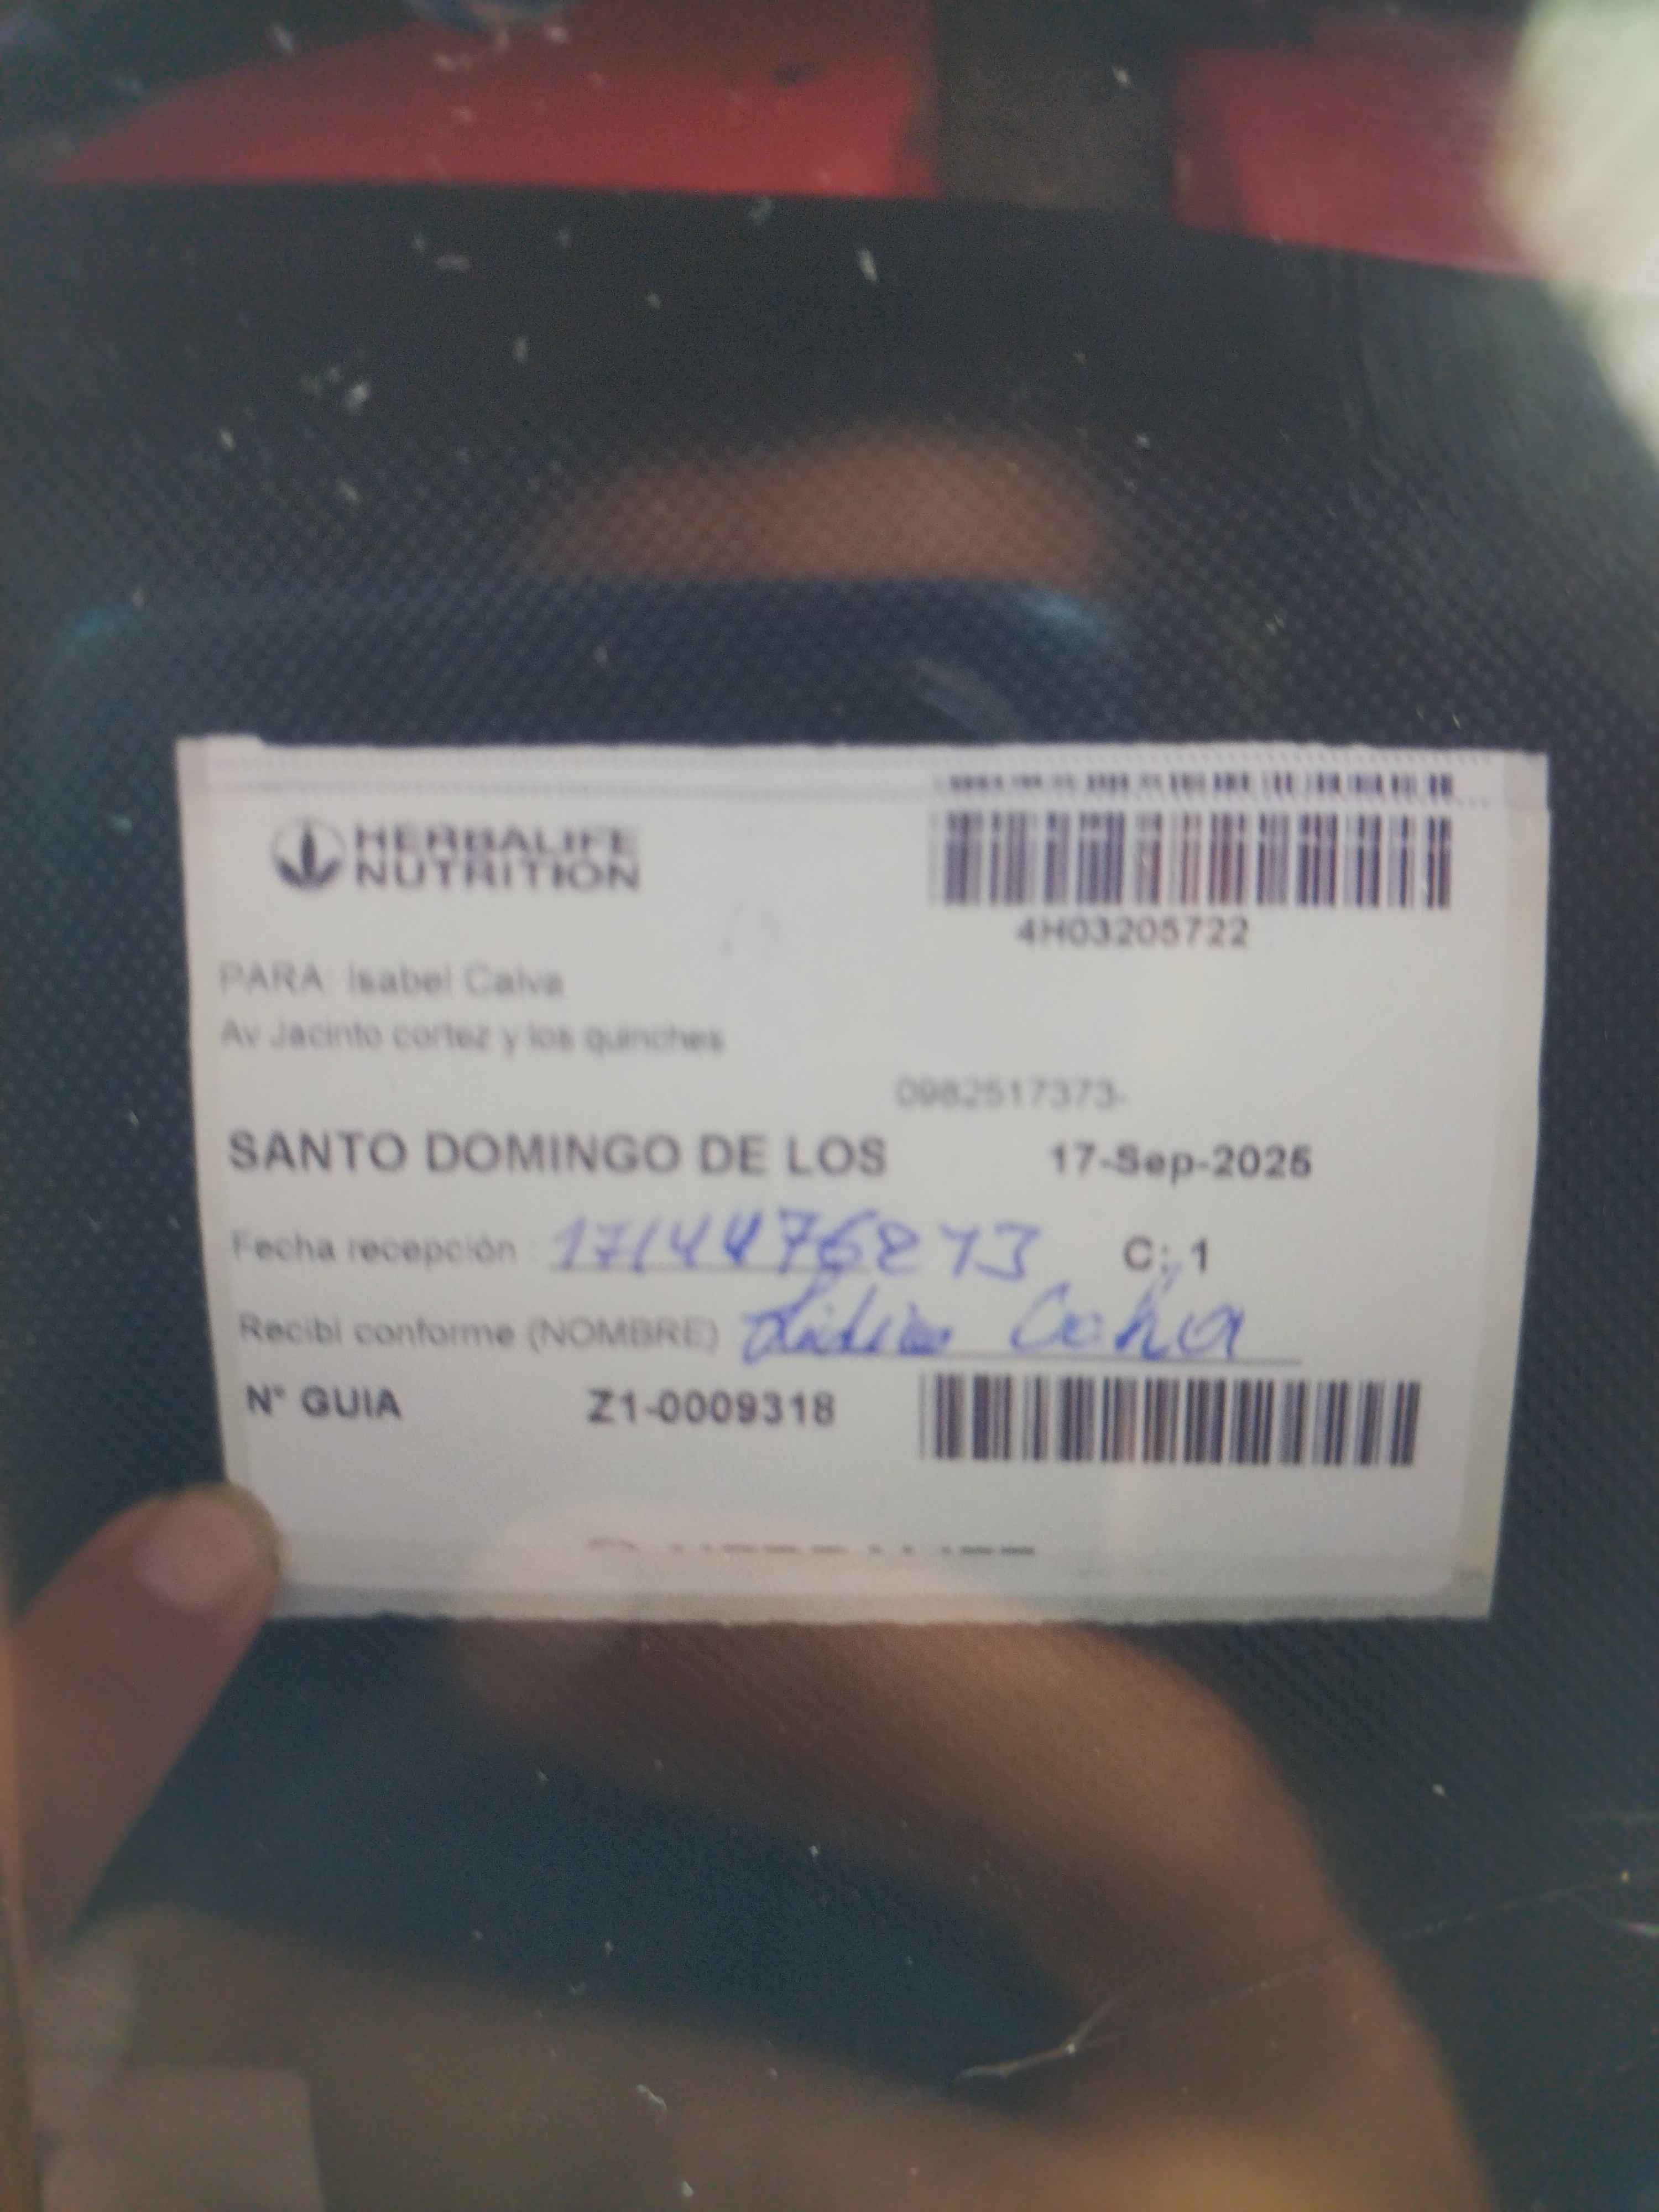 HERBALIFE
NUTRITION
4H03205722
PARA: Isabel Calva
Av Jacinto cortez y los quinches
0982517373-
SANTO DOMINGO DE LOS 17-Sep-2025
Fecha recepción : C: 1
Recibi conforme (NOMBRE)
N° GUIA Z1-0009318